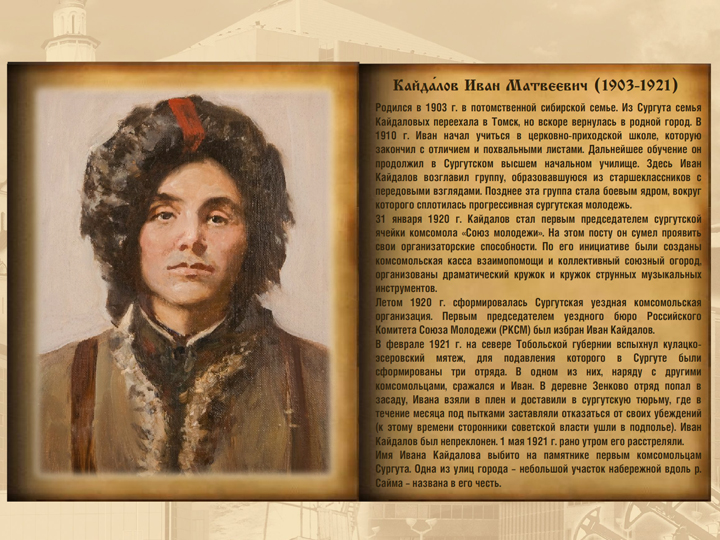 Кайда́лов Иван Матвеевич (1903-1921)
Родился в 1903 г. в потомственной сибирской семье. Из Сургута семья
Кайдаловых переехала в Томск, но вскоре вернулась в родной город. В
1910 г. Иван начал учиться в церковно-приходской школе, которую
закончил с отличием и похвальными листами. Дальнейшее обучение он
продолжил в Сургутском высшем начальном училище. Здесь Иван
Кайдалов возглавил группу, образовавшуюся из старшеклассников с
передовыми взглядами. Позднее эта группа стала боевым ядром, вокруг
которого сплотилась прогрессивная сургутская молодежь.
31 января 1920 г. Кайдалов стал первым председателем сургутской
ячейки комсомола «Союз молодежи». На этом посту он сумел проявить
свои организаторские способности. По его инициативе были созданы
комсомольская касса взаимопомощи и коллективный союзный огород,
организованы драматический кружок и кружок струнных музыкальных
инструментов.
Летом 1920 г. сформировалась Сургутская уездная комсомольская
организация. Первым председателем уездного бюро Российского
Комитета Союза Молодежи (РКСМ) был избран Иван Кайдалов.
В феврале 1921 г. на севере Тобольской губернии вспыхнул кулацко-
эсеровский мятеж, для подавления которого в Сургуте были
сформированы три отряда. В одном из них, наряду с другими
комсомольцами, сражался и Иван. В деревне Зенково отряд попал в
засаду, Ивана взяли в плен и доставили в сургутскую тюрьму, где в
течение месяца под пытками заставляли отказаться от своих убеждений
(к этому времени сторонники советской власти ушли в подполье). Иван
Кайдалов был непреклонен. 1 мая 1921 г. рано утром его расстреляли.
Имя Ивана Кайдалова выбито на памятнике первым комсомольцам
Сургута. Одна из улиц города – небольшой участок набережной вдоль р.
Сайма – названа в его честь.